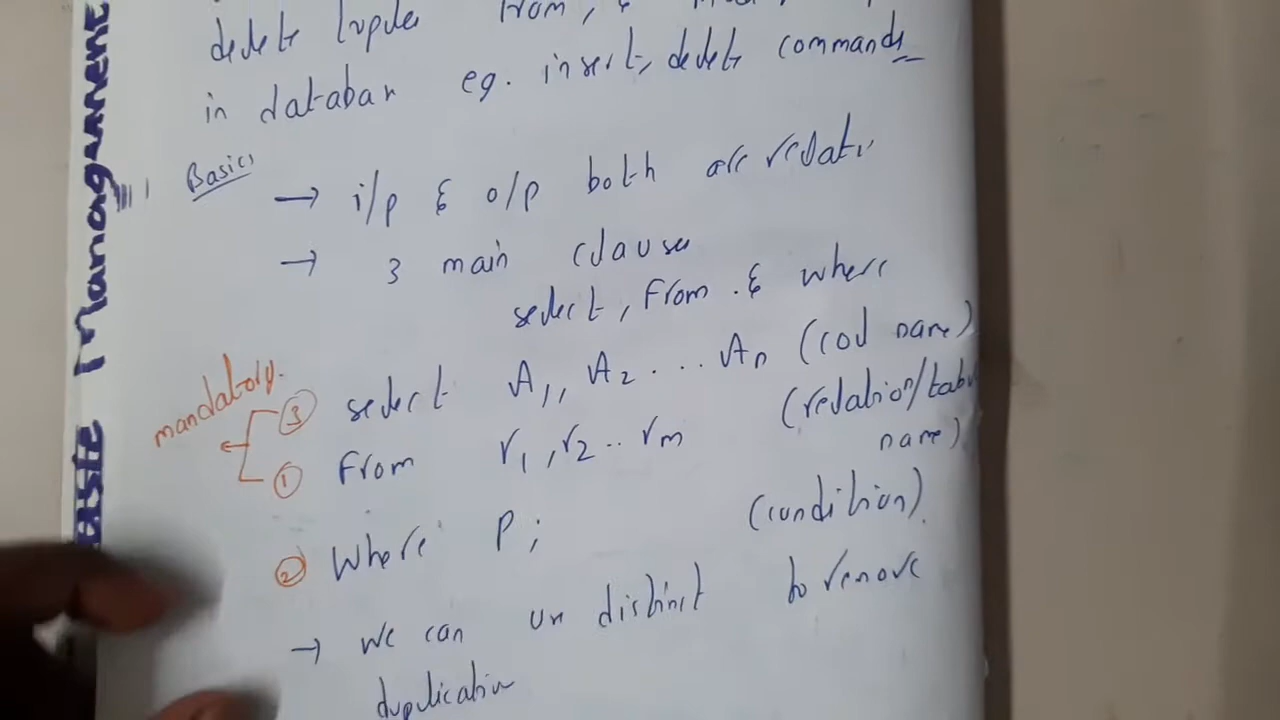 delete tuples from, &
in database eg. insert, delete commands
Basics
→ i/p & o/p both are relation
→ 3 main clauses
select, From & where
mandatory.
③ select A1, A2 ... An (col name)
① From r1, r2 .. rm (relation/table name)
② Where P; (condition).
→ We can use distinct to remove
duplication
Management